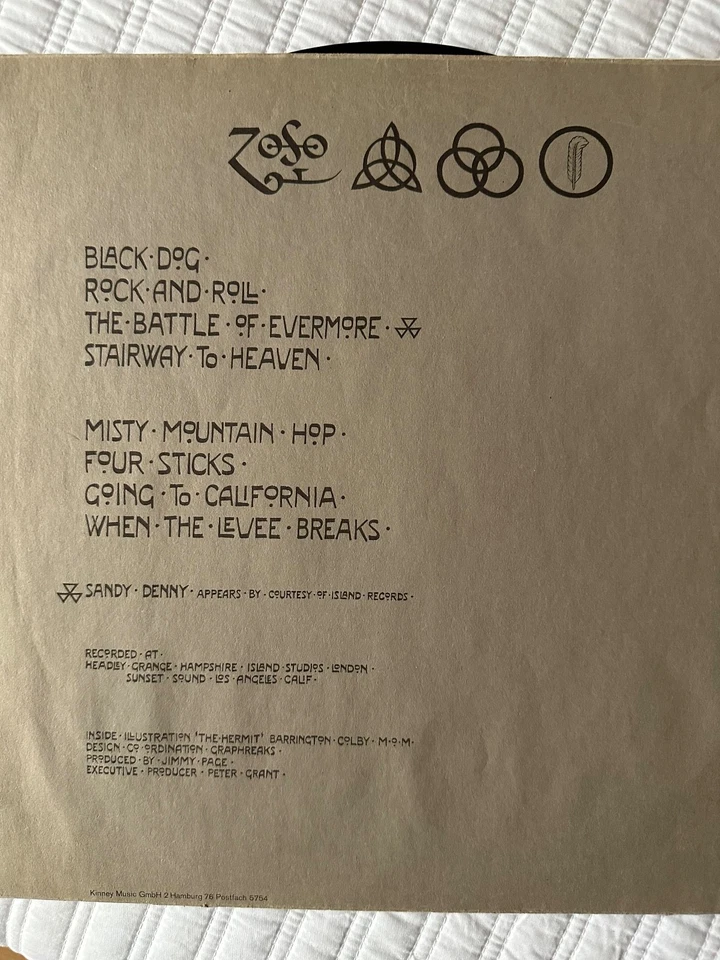 ZOSO
BLACK·DOG·
ROCK·AND·ROLL·
THE·BATTLE·OF·EVERMORE·
STAIRWAY·To·HEAVEN·
MISTY·MOUNTAIN·HOP·
FOUR·STICKS·
GOING·To·CALIFORNIA·
WHEN·THE·LEVEE·BREAKS·
SANDY·DENNY·APPEARS·BY·COURTESY·OF·ISLAND·RECORDS·
RECORDED·AT·
HEADLEY·GRANGE·HAMPSHIRE·ISLAND·STUDIOS·LONDON·
SUNSET·SOUND·LOS·ANGELES·CALIF·
INSIDE·ILLUSTRATION 'THE·HERMIT' BARRINGTON·COLBY·M·O·M·
DESIGN·CO·ORDINATION·GRAPHREAKS·
PRODUCED·BY·JIMMY·PAGE·
EXECUTIVE·PRODUCER·PETER·GRANT·
Kinney Music GmbH 2 Hamburg 76 Postfach 5754